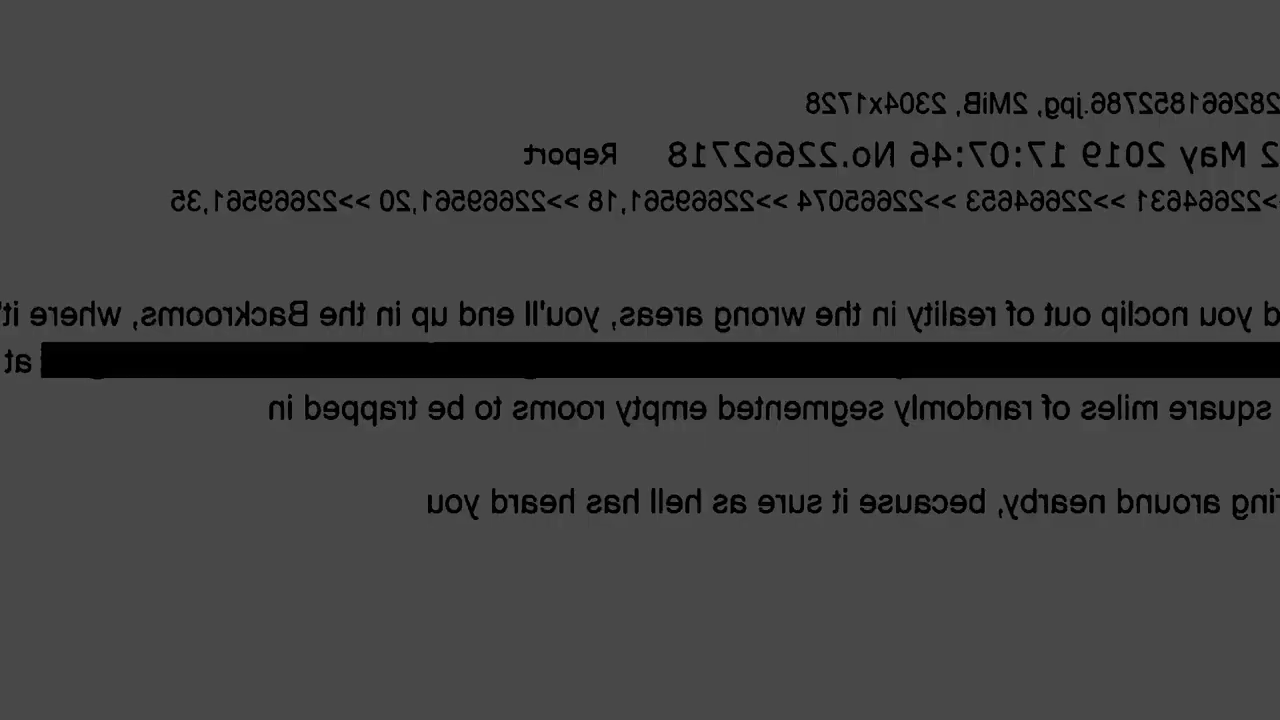 28266185278​6.jpg, 2MiB, 2304x1728
2 May 2019 17:07:46 No.22662718 Report
>22664631 >>22664653 >>22665074 >>22669561,18 >>22669561,20 >>22669561,35
d you noclip out of reality in the wrong areas, you'll end up in the Backrooms, where it'
at
square miles of randomly segmented empty rooms to be trapped in
ring around nearby, because it sure as hell has heard you